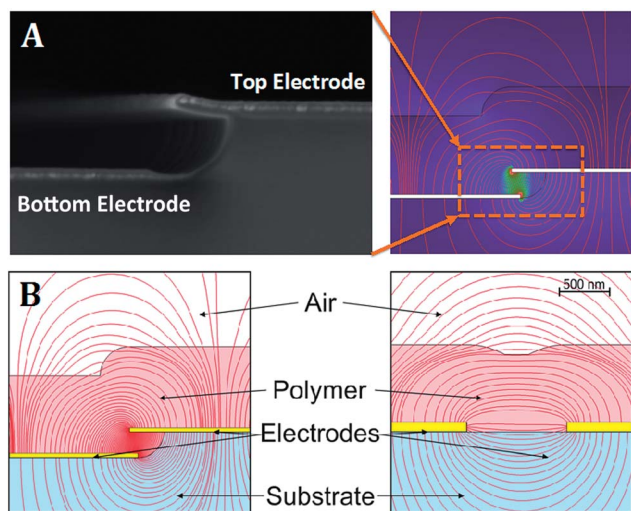 A
Top Electrode
Bottom Electrode
B
Air
500 nm
Polymer
Electrodes
Substrate